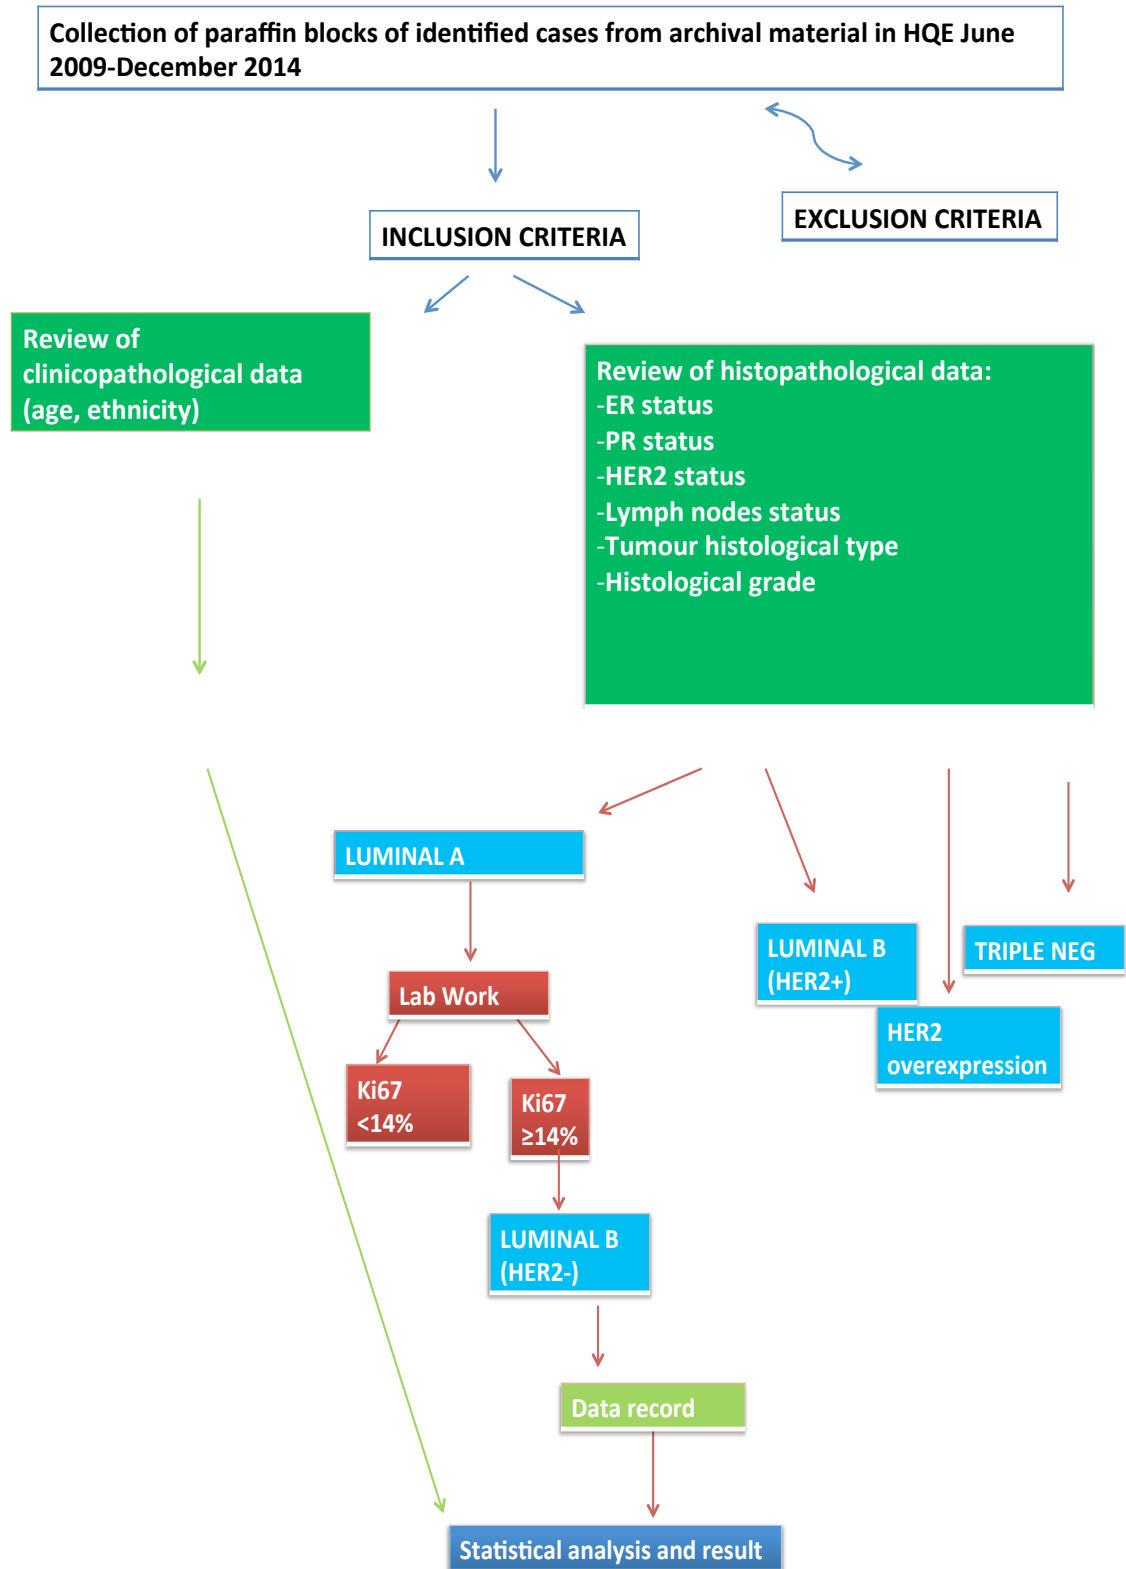 Collection of paraffin blocks of identified cases from archival material in HQE June
2009-December 2014
INCLUSION CRITERIA
EXCLUSION CRITERIA
Review of
clinicopathological data
(age, ethnicity)
Review of histopathological data:
-ER status
-PR status
-HER2 status
-Lymph nodes status
-Tumour histological type
-Histological grade
LUMINAL A
LUMINAL B
(HER2+)
TRIPLE NEG
HER2
overexpression
Lab Work
Ki67
<14%
Ki67
≥14%
LUMINAL B
(HER2-)
Data record
Statistical analysis and result